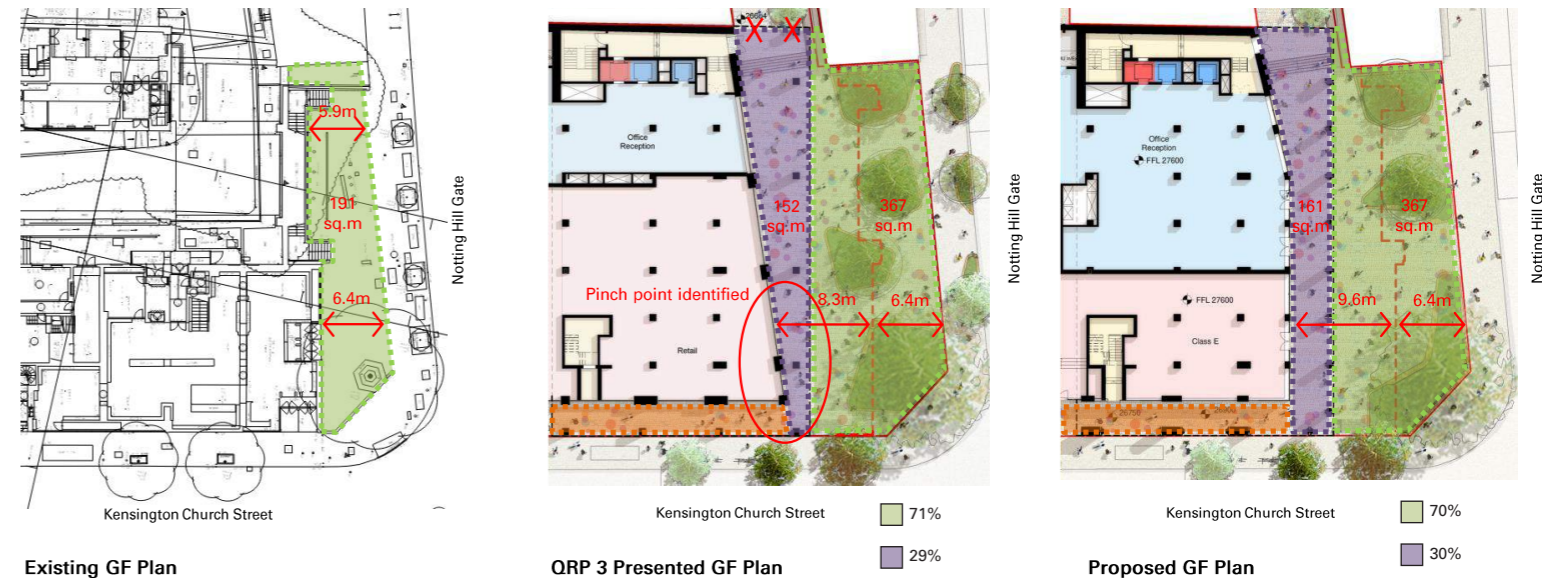 5.9m
191
sq.m
6.4m
Notting Hill Gate
Kensington Church Street
Existing GF Plan
Office
Reception
152
sq.m
367
sq.m
Pinch point identified
8.3m
6.4m
Retail
Notting Hill Gate
Kensington Church Street
71%
29%
QRP 3 Presented GF Plan
Office
Reception
FFL 27600
161
sq.m
367
sq.m
FFL 27600
9.6m
6.4m
Class E
Notting Hill Gate
Kensington Church Street
70%
30%
Proposed GF Plan